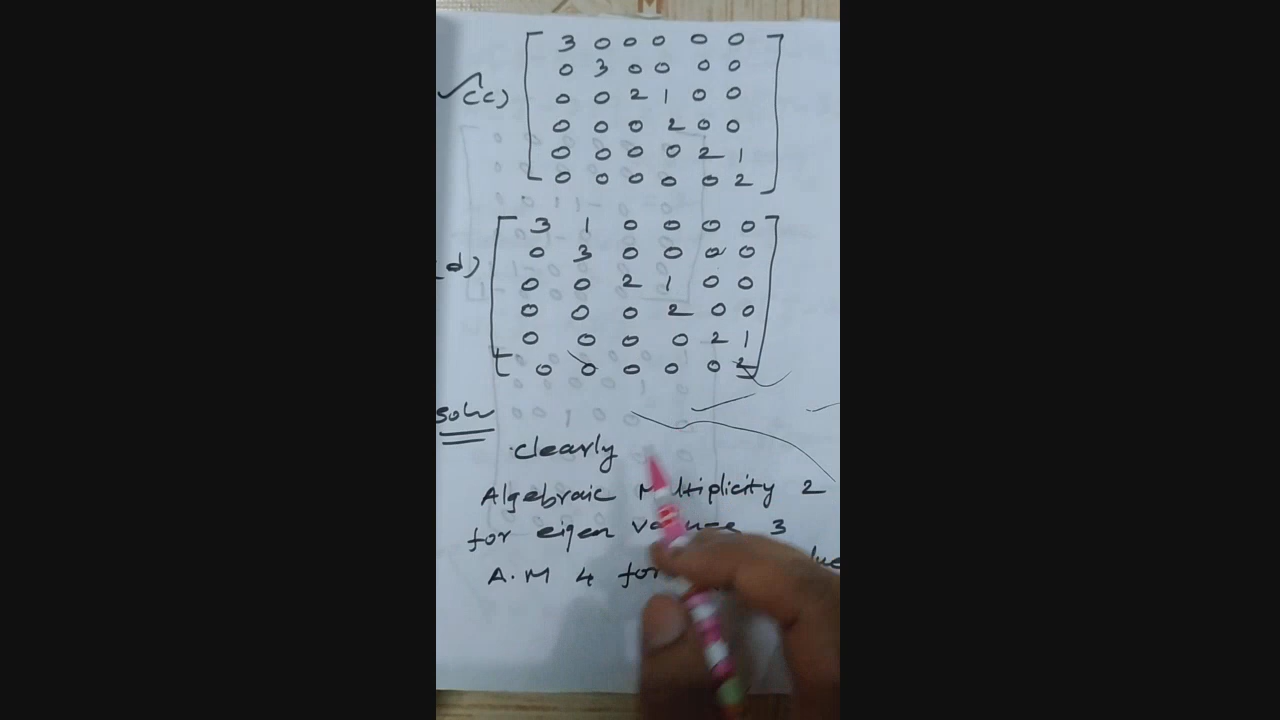 (c) 3 0 0 0 0 0
0 3 0 0 0 0
0 0 2 1 0 0
0 0 0 2 0 0
0 0 0 0 2 1
0 0 0 0 0 2
d) 3 1 0 0 0 0
0 3 0 0 0 0
0 0 2 1 0 0
0 0 0 2 0 0
0 0 0 0 2 1
0 0 0 0 0 2
Soln
clearly
Algebraic Multiplicity 2
for eigen 3
A.M 4 for